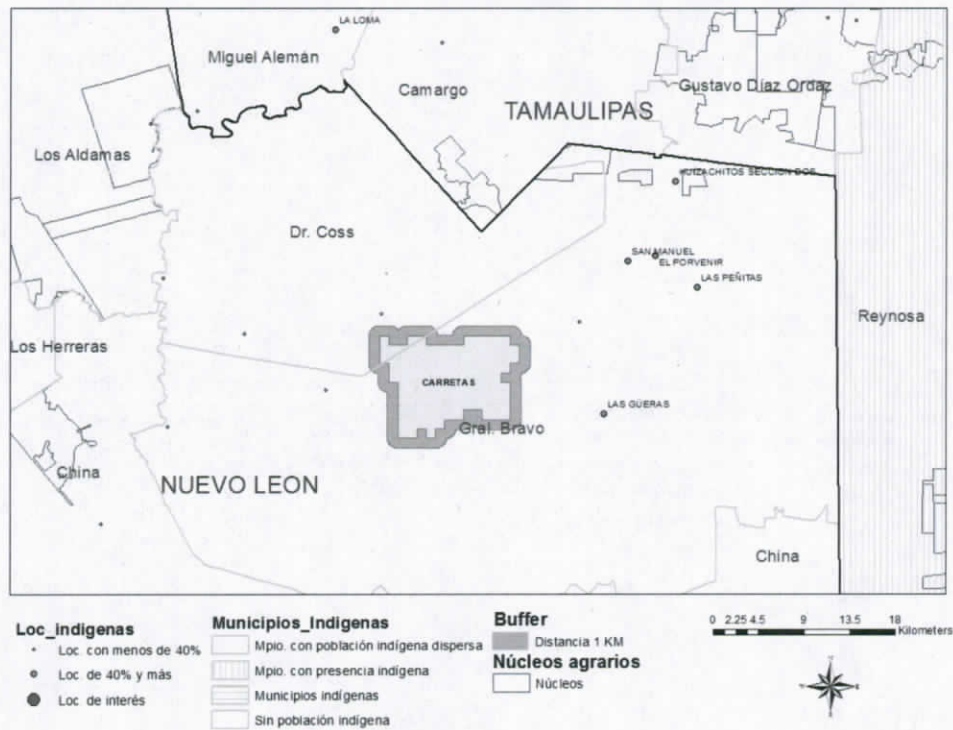 LA LOMA
Miguel Alemán
Camargo
Gustavo Díaz Ordaz
TAMAULIPAS
Los Aldamas
HUIZACHITOS SECCION DOS
Dr. Coss
SAN MANUEL
EL PORVENIR
LAS PEÑITAS
Reynosa
Los Herreras
CARRETAS
LAS GÜERAS
Gral. Bravo
China
NUEVO LEON
China
Loc_indigenas
Loc. con menos de 40%
Loc. de 40% y más
Loc. de interés
Municipios_Indigenas
Mpio. con población indígena dispersa
Mpio. con presencia indígena
Municipios indígenas
Sin población indígena
Buffer
Distancia 1 KM
Núcleos agrarios
Núcleos
0 2.25 4.5 9 13.5 18
Kilometers